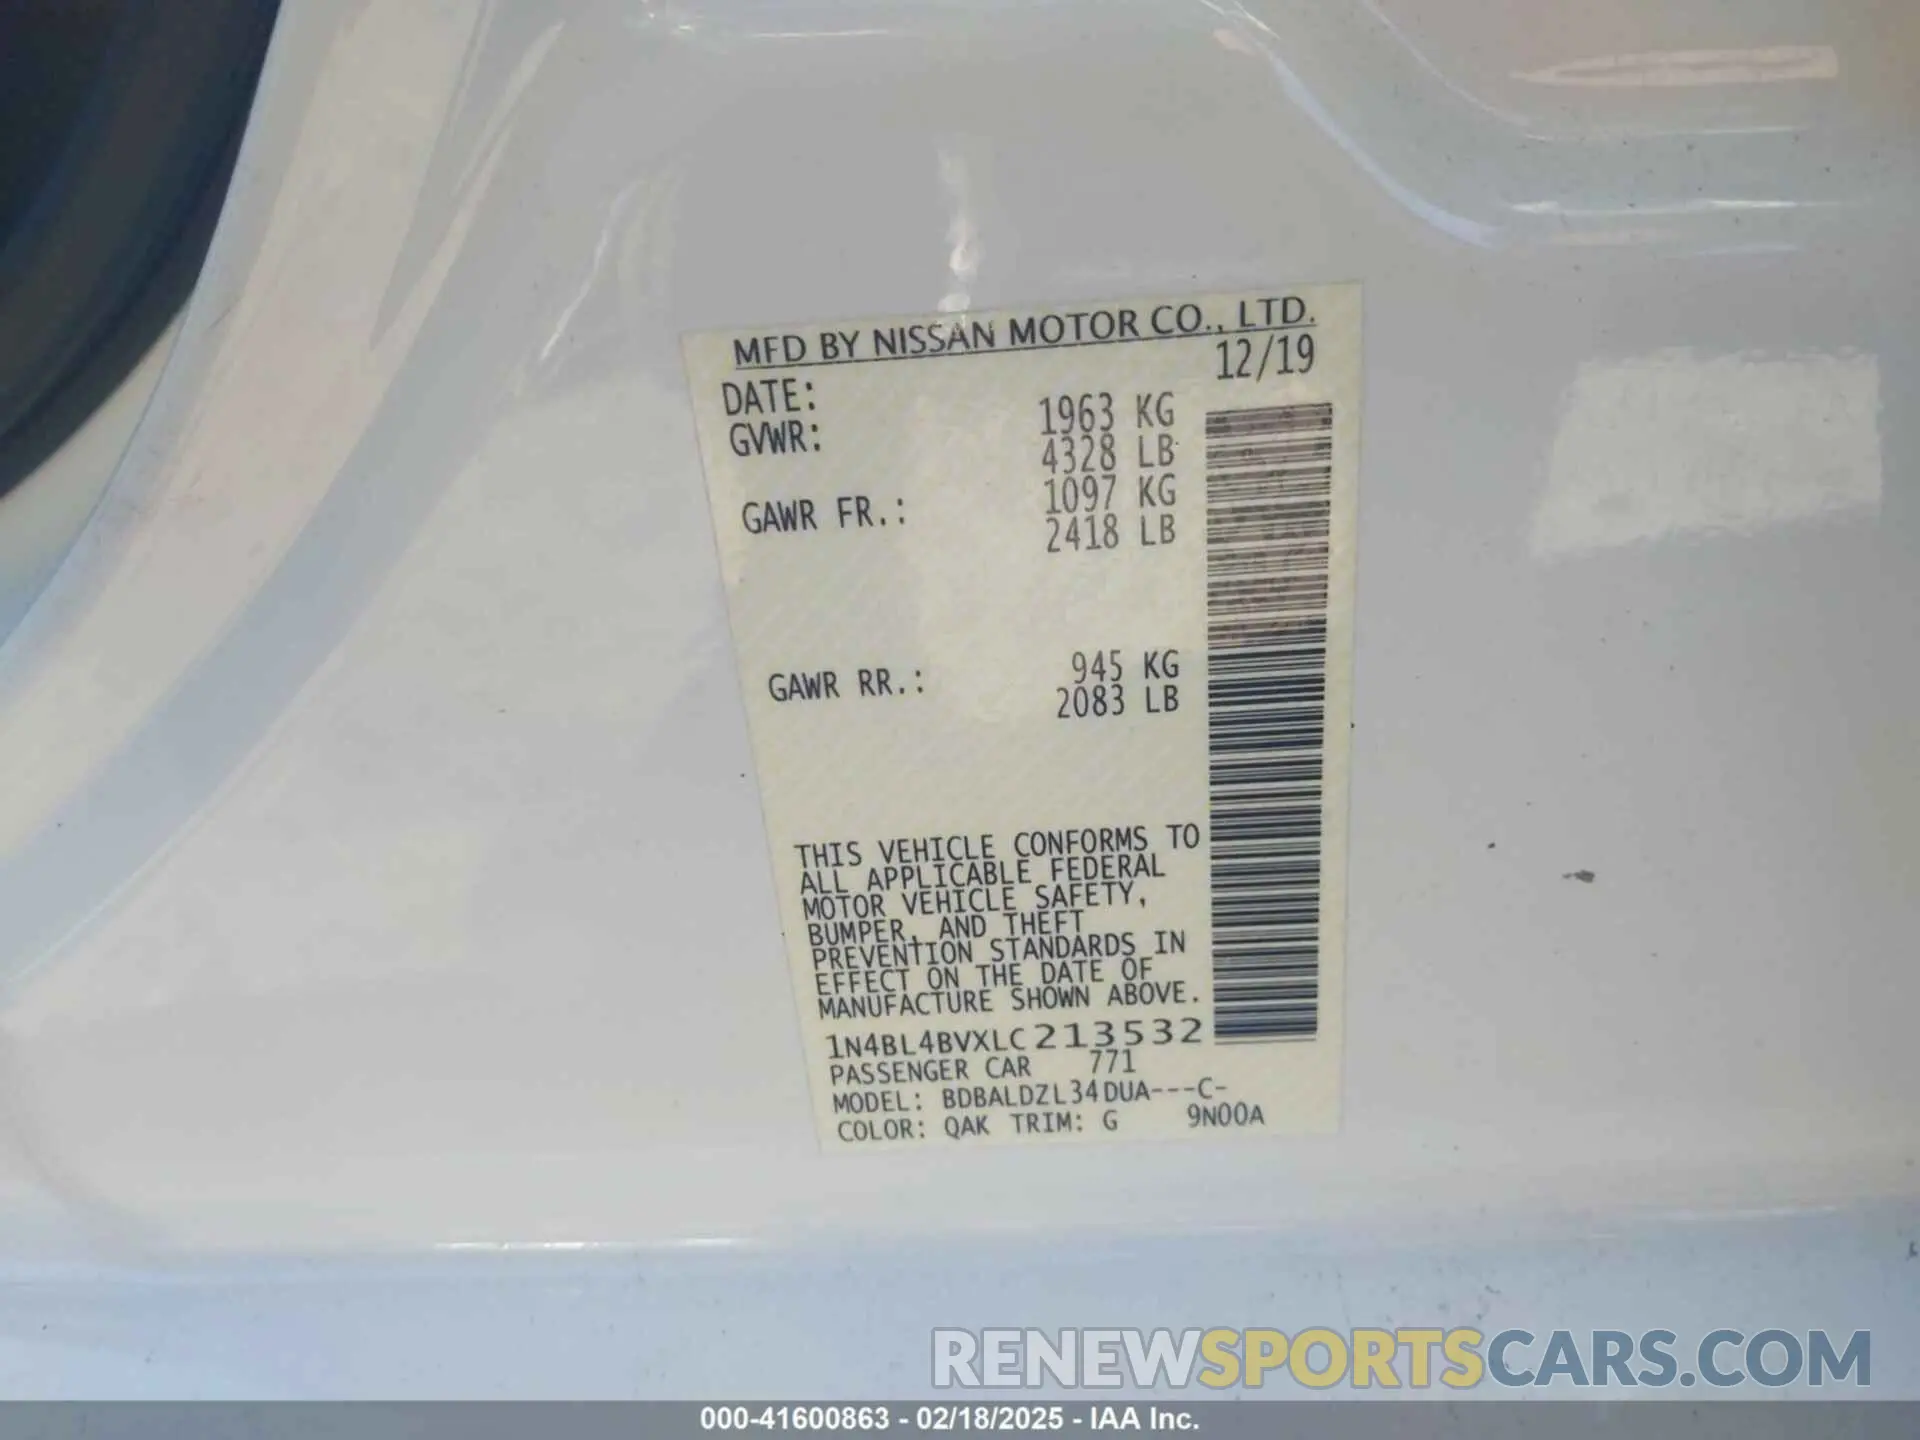 MFD BY NISSAN MOTOR CO., LTD.
DATE: 12/19
GVWR: 1963 KG
4328 LB
GAWR FR.: 1097 KG
2418 LB
GAWR RR.: 945 KG
2083 LB
THIS VEHICLE CONFORMS TO
ALL APPLICABLE FEDERAL
MOTOR VEHICLE SAFETY,
BUMPER, AND THEFT
PREVENTION STANDARDS IN
EFFECT ON THE DATE OF
MANUFACTURE SHOWN ABOVE.
1N4BL4BVXLC213532
PASSENGER CAR 771
MODEL: BDBALDZL34DUA---C-
COLOR: QAK TRIM: G 9N00A
RENEWSPORTSCARS.COM
000-41600863 - 02/18/2025 - IAA Inc.